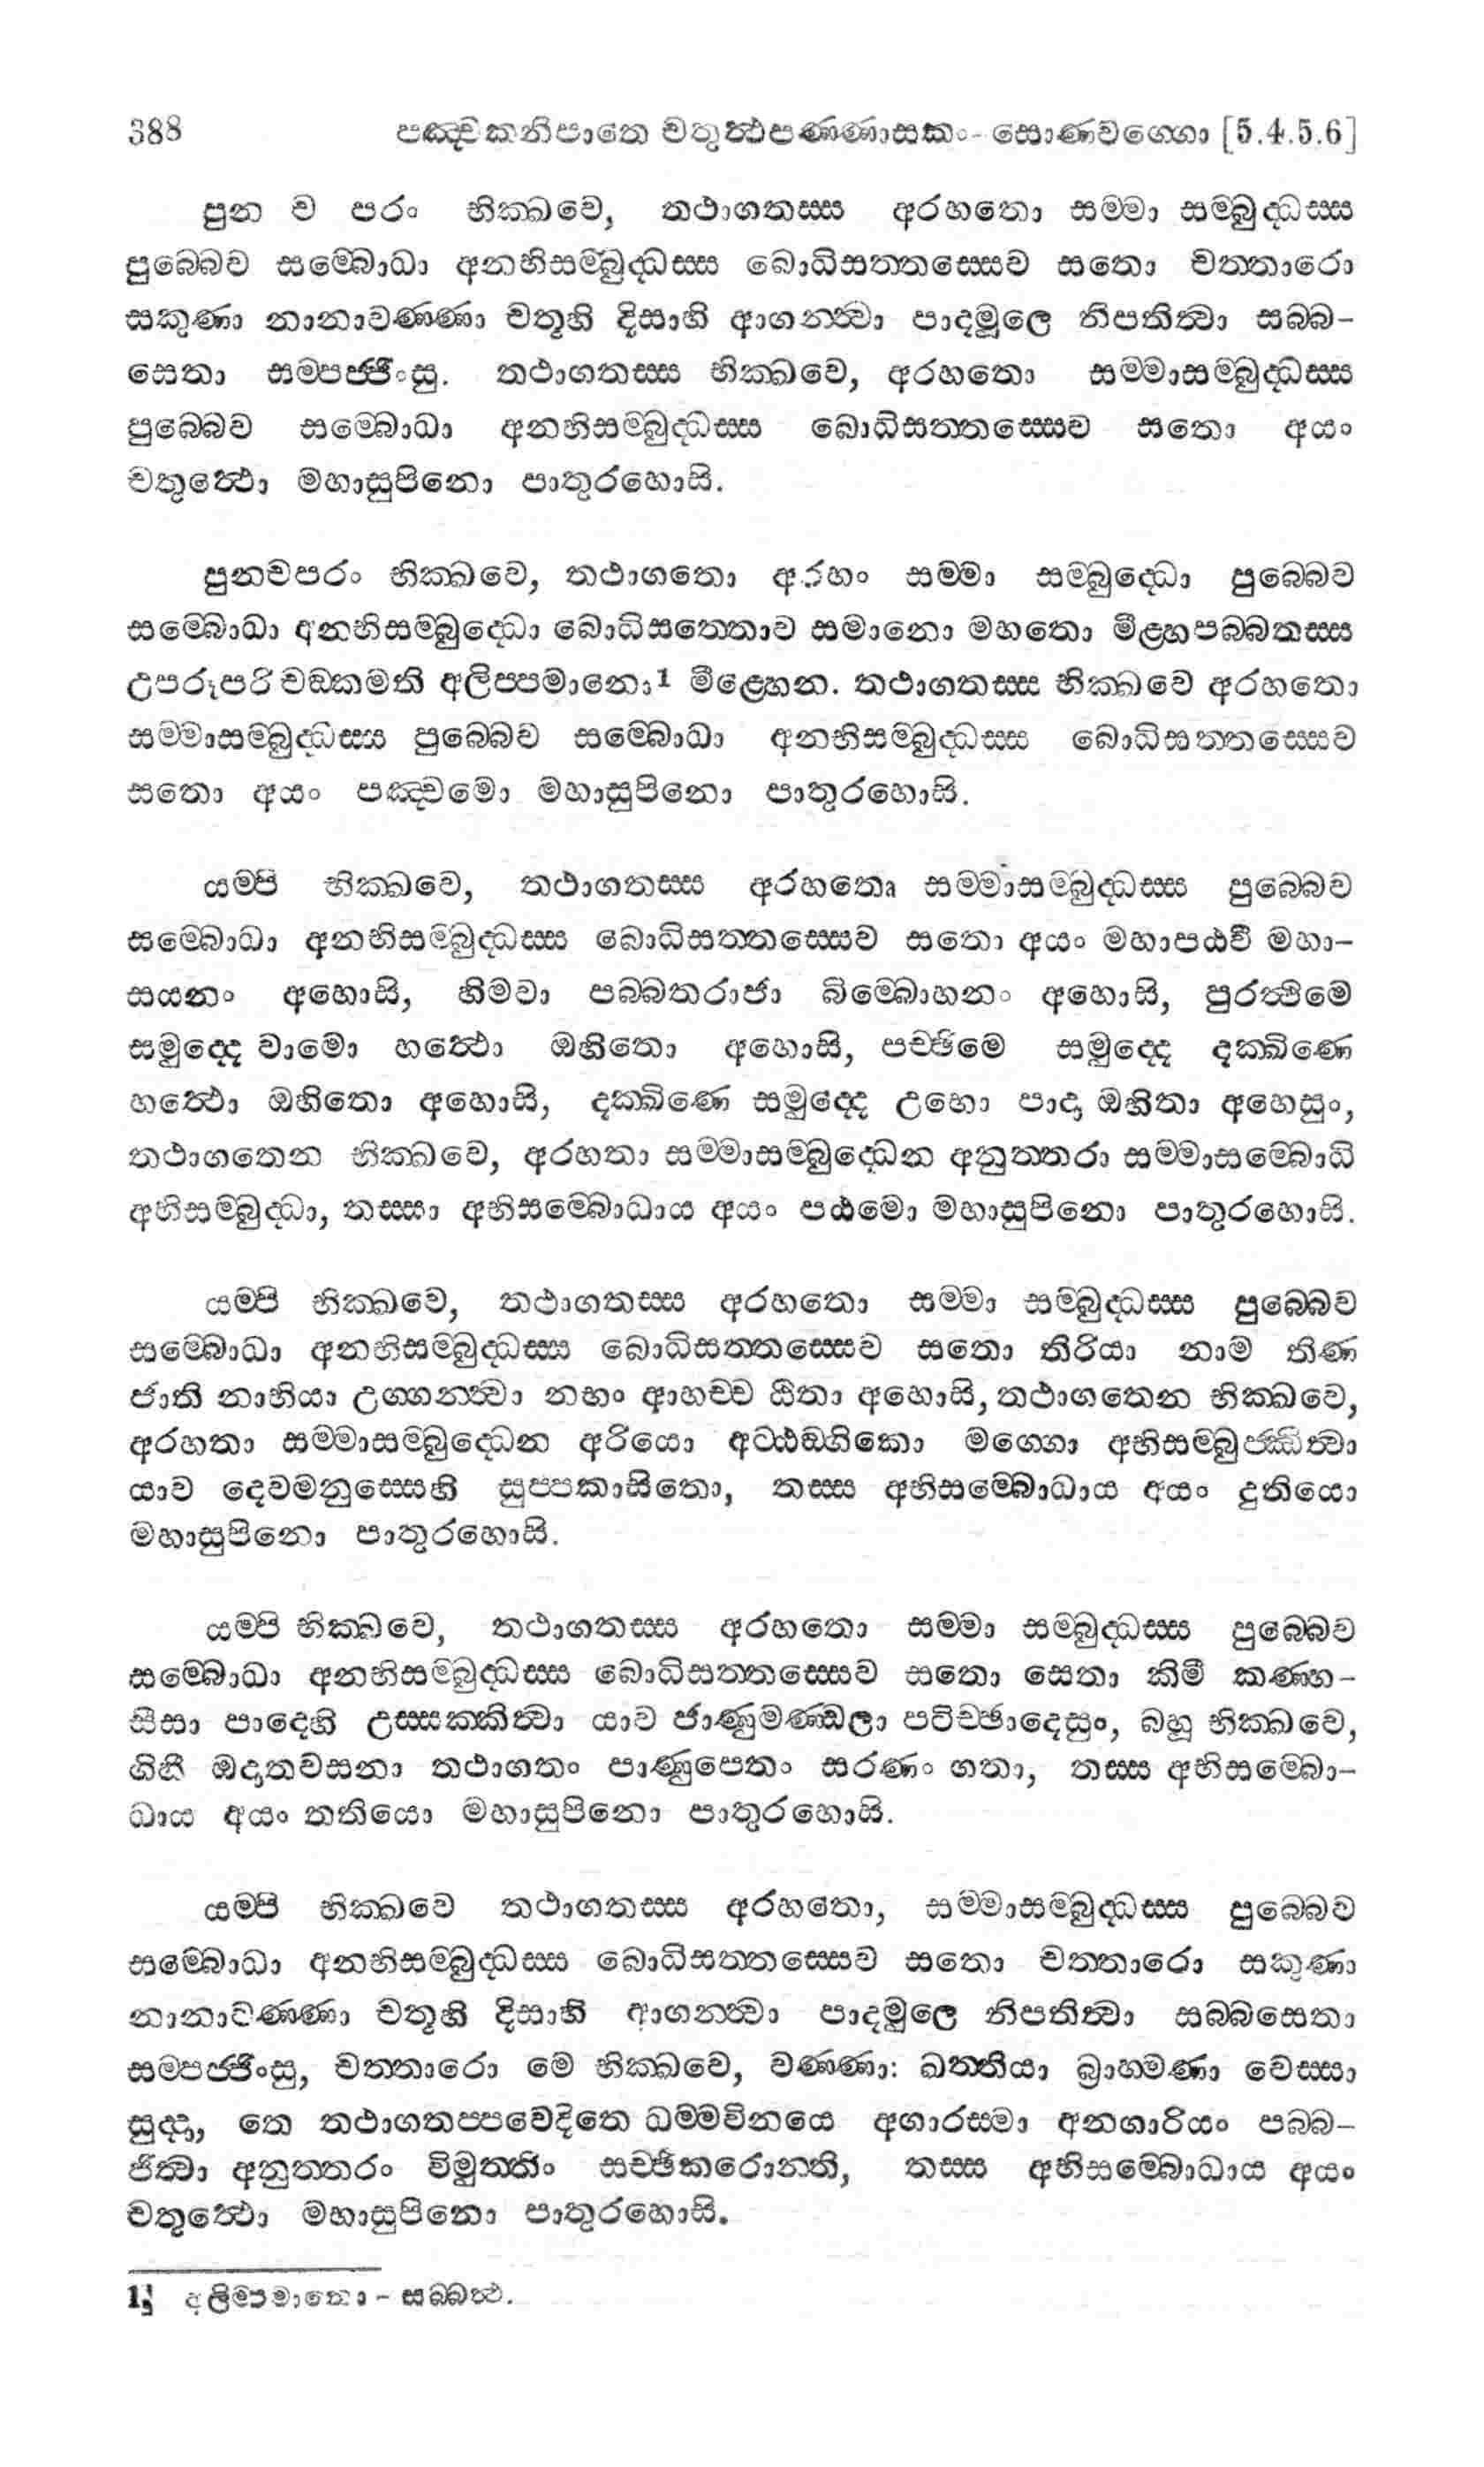 388 පඤ්චකනිපාතෙ චතුත්ථපණ්ණාසකං - සොණවග්ගො [5.4.5.6]
පුන ච පරං භික්ඛවෙ, තථාගතස්ස අරහතො සම්මා සම්බුද්ධස්ස
පුබ්බෙව සම්බොධා අනභිසම්බුද්ධස්ස බොධිසත්තස්සෙව සතො චත්තාරො
සකුණා නානාවණ්ණා චතූහි දිසාහි ආගන්ත්වා පාදමූලෙ නිපතිත්වා සබ්බ-
සෙතා සම්පජ්ජිංසු. තථාගතස්ස භික්ඛවෙ, අරහතො සම්මාසම්බුද්ධස්ස
පුබ්බෙව සම්බොධා අනභිසම්බුද්ධස්ස බොධිසත්තස්සෙව සතො අයං
චතුත්ථො මහාසුපිනො පාතුරහොසි.
පුනචපරං භික්ඛවෙ, තථාගතො අරහං සම්මා සම්බුද්ධො පුබ්බෙව
සම්බොධා අනභිසම්බුද්ධො බොධිසත්තොව සමානො මහතො මීළ්හපබ්බතස්ස
උපරූපරි චඞ්කමති අලිප්පමානො1 මීළ්හෙන. තථාගතස්ස භික්ඛවෙ අරහතො
සම්මාසම්බුද්ධස්ස පුබ්බෙව සම්බොධා අනභිසම්බුද්ධස්ස බොධිසත්තස්සෙව
සතො අයං පඤ්චමො මහාසුපිනො පාතුරහොසි.
යම්පි භික්ඛවෙ, තථාගතස්ස අරහතො සම්මාසම්බුද්ධස්ස පුබ්බෙව
සම්බොධා අනභිසම්බුද්ධස්ස බොධිසත්තස්සෙව සතො අයං මහාපඨවී මහා-
සයනං අහොසි, හිමවා පබ්බතරාජා බිම්බොහනං අහොසි, පුරත්ථිමෙ
සමුද්දෙ වාමො හත්ථො ඔහිතො අහොසි, පච්ඡිමෙ සමුද්දෙ දක්ඛිණෙ
හත්ථො ඔහිතො අහොසි, දක්ඛිණෙ සමුද්දෙ උභො පාදා ඔහිතා අහෙසුං,
තථාගතෙන භික්ඛවෙ, අරහතා සම්මාසම්බුද්ධෙන අනුත්තරා සම්මාසම්බොධි
අභිසම්බුද්ධා, තස්සා අභිසම්බොධාය අයං පඨමො මහාසුපිනො පාතුරහොසි.
යම්පි භික්ඛවෙ, තථාගතස්ස අරහතො සම්මා සම්බුද්ධස්ස පුබ්බෙව
සම්බොධා අනභිසම්බුද්ධස්ස බොධිසත්තස්සෙව සතො තිරියා නාම තිණ
ජාති නාභියා උග්ගන්ත්වා නභං ආහච්ච ඨිතා අහොසි, තථාගතෙන භික්ඛවෙ,
අරහතා සම්මාසම්බුද්ධෙන අරියො අට්ඨඞ්ගිකො මග්ගො අභිසම්බුජ්ඣිත්වා
යාව දෙවමනුස්සෙහි සුප්පකාසිතො, තස්ස අභිසම්බොධාය අයං දුතියො
මහාසුපිනො පාතුරහොසි.
යම්පි භික්ඛවෙ, තථාගතස්ස අරහතො සම්මා සම්බුද්ධස්ස පුබ්බෙව
සම්බොධා අනභිසම්බුද්ධස්ස බොධිසත්තස්සෙව සතො සෙතා කිමී කණ්හ-
සීසා පාදෙහි උස්සක්කිත්වා යාව ජාණුමණ්ඩලා පටිච්ඡාදෙසුං, බහූ භික්ඛවෙ,
ගිහී ඔදාතවසනා තථාගතං පාණුපෙතං සරණං ගතා, තස්ස අභිසම්බො-
ධාය අයං තතියො මහාසුපිනො පාතුරහොසි.
යම්පි භික්ඛවෙ තථාගතස්ස අරහතො, සම්මාසම්බුද්ධස්ස පුබ්බෙව
සම්බොධා අනභිසම්බුද්ධස්ස බොධිසත්තස්සෙව සතො චත්තාරො සකුණා
නානාවණ්ණා චතූහි දිසාහි ආගන්ත්වා පාදමූලෙ නිපතිත්වා සබ්බසෙතා
සම්පජ්ජිංසු, චත්තාරො මෙ භික්ඛවෙ, වණ්ණා: ඛත්තියා බ්‍රාහ්මණා වෙස්සා
සුද්දා, තෙ තථාගතප්පවෙදිතෙ ධම්මවිනයෙ අගාරස්මා අනගාරියං පබ්බ-
ජිත්වා අනුත්තරං විමුත්තිං සච්ඡිකරොන්ති, තස්ස අභිසම්බොධාය අයං
චතුත්ථො මහාසුපිනො පාතුරහොසි.
1. අලිම්පමානො - සබ්බත්ථ.